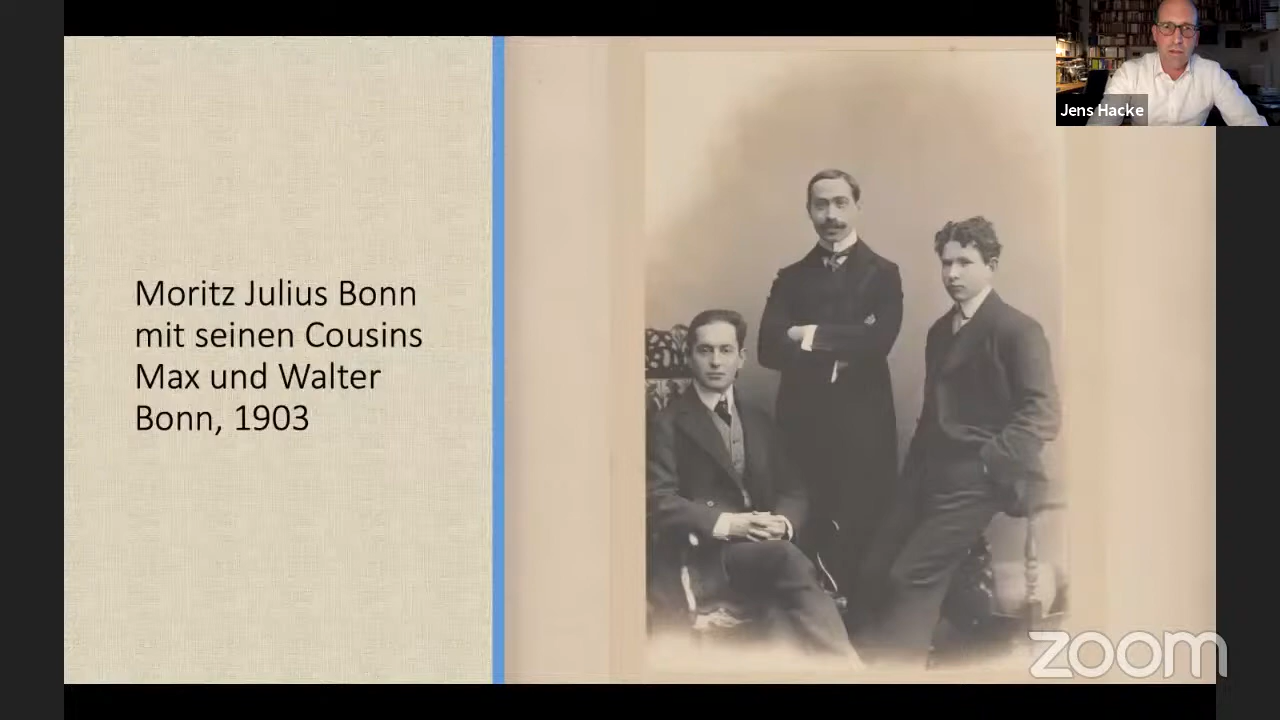 Jens Hacke
Moritz Julius Bonn
mit seinen Cousins
Max und Walter
Bonn, 1903
zoom